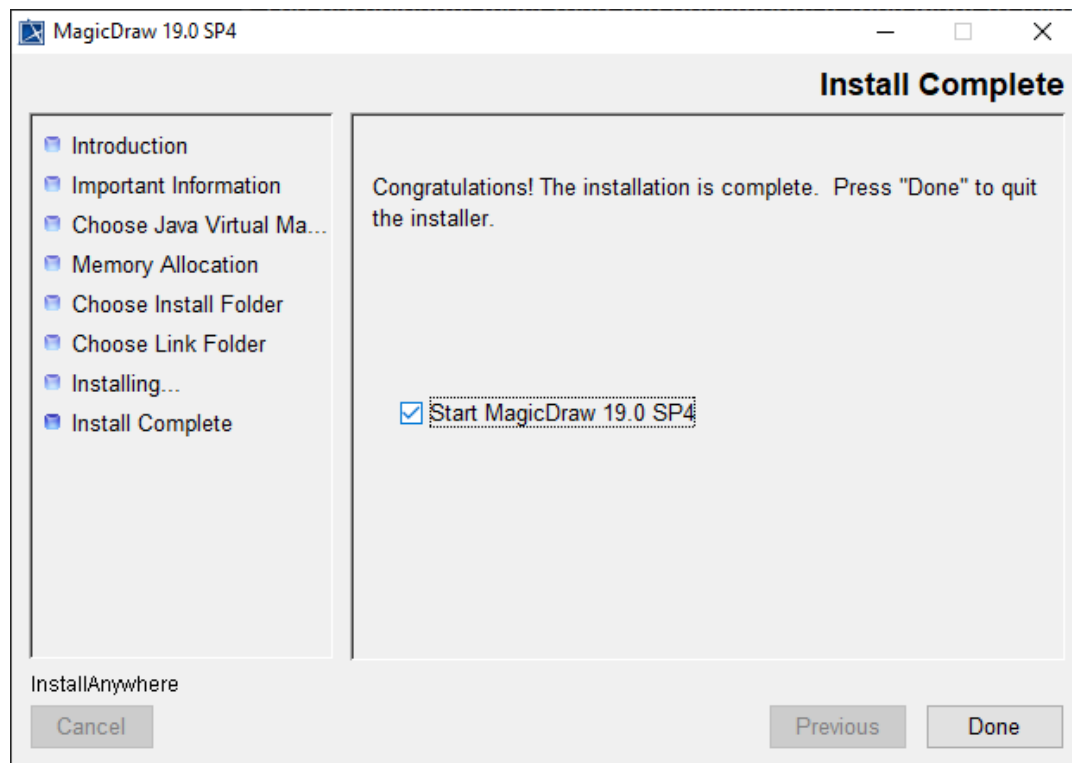 MagicDraw 19.0 SP4
Install Complete
Introduction
Important Information
Choose Java Virtual Ma...
Memory Allocation
Choose Install Folder
Choose Link Folder
Installing...
Install Complete
Congratulations! The installation is complete.  Press "Done" to quit
the installer.
Start MagicDraw 19.0 SP4
InstallAnywhere
Cancel
Previous
Done